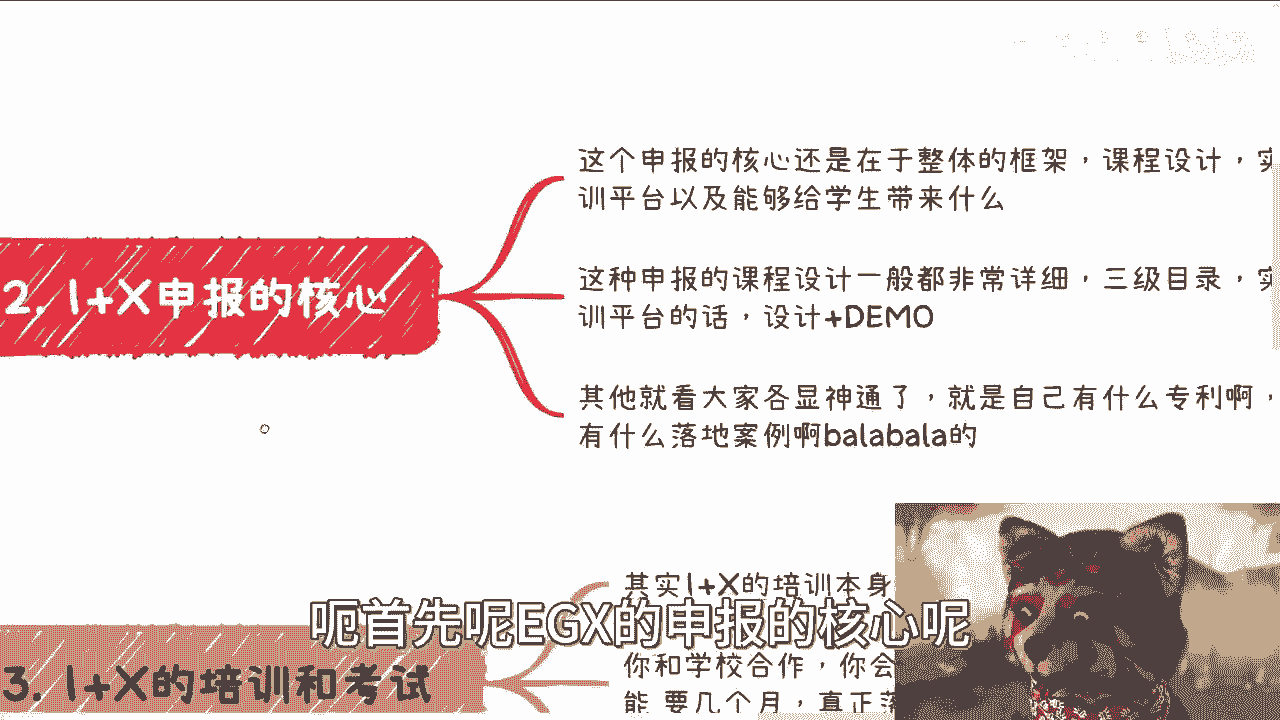 这个申报的核心还是在于整体的框架，课程设计，实
训平台以及能够给学生带来什么
2. 1+X申报的核心
这种申报的课程设计一般都非常详细，三级目录，实
训平台的话，设计+DEMO
其他就看大家各显神通了，就是自己有什么专利啊，
有什么落地案例啊balabala的
其实1+X的培训本身
呃首先呢EGX的申报的核心呢
你和学校合作，你会
3. 1+X的培训和考试
能 要几个月，真正落